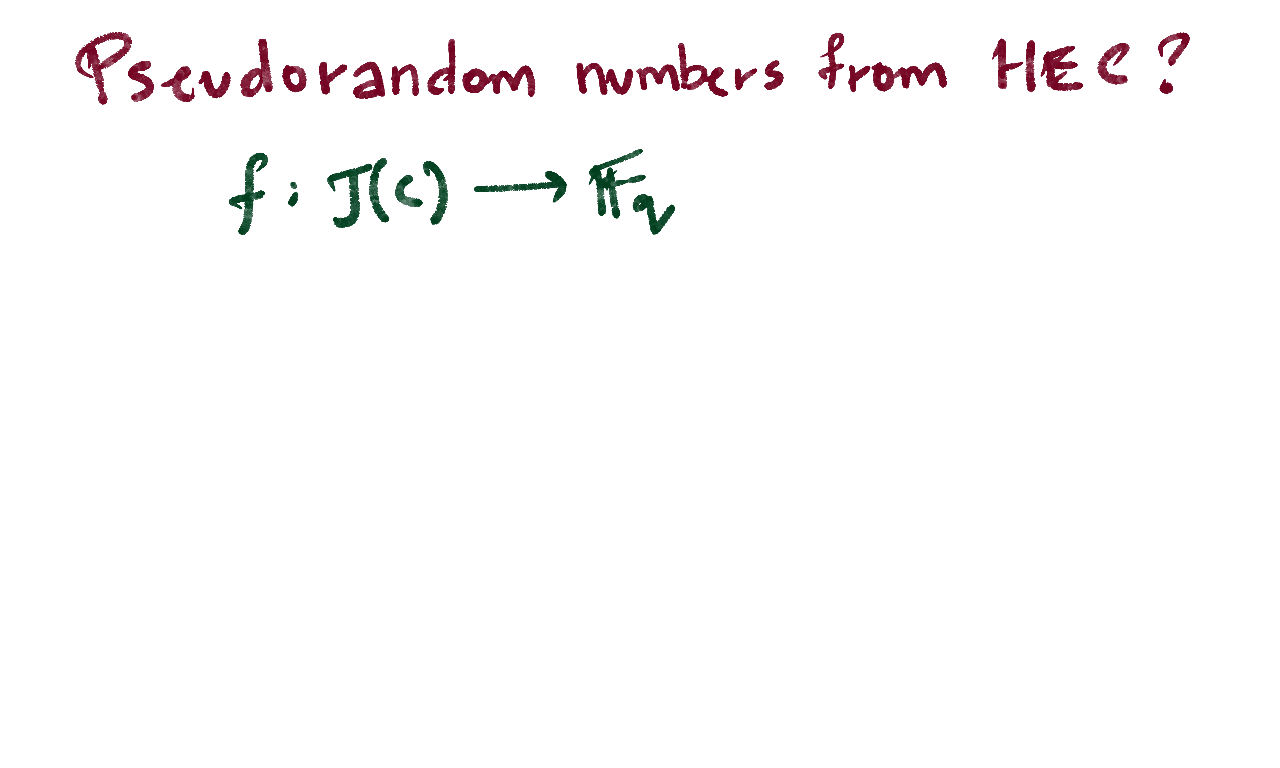 Pseudorandom numbers from HEC?
f : J(C) → 𝔽q